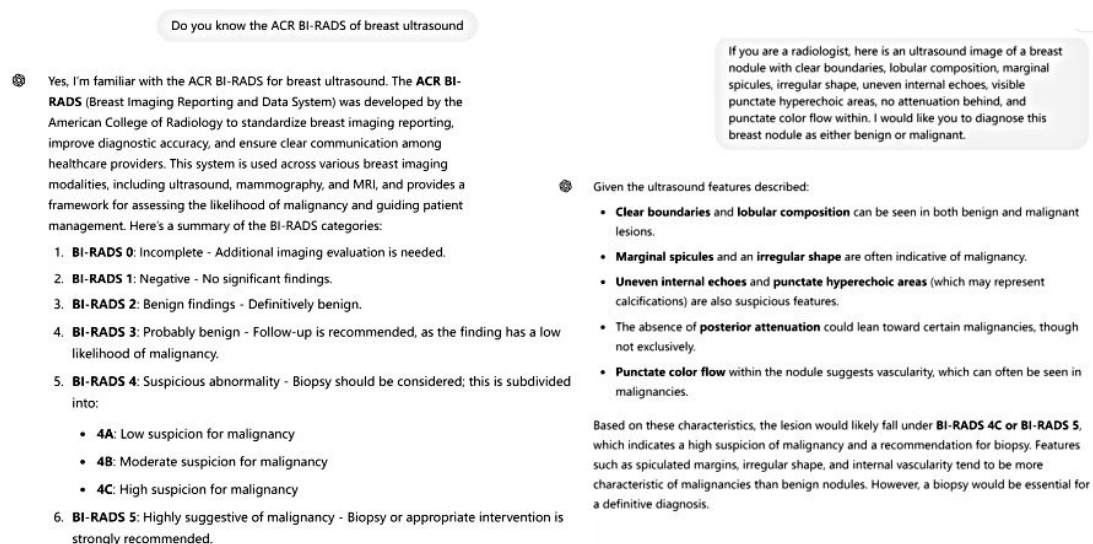 Do you know the ACR BI-RADS of breast ultrasound
Yes, I'm familiar with the ACR BI-RADS for breast ultrasound. The ACR BI-
RADS (Breast Imaging Reporting and Data System) was developed by the
American College of Radiology to standardize breast imaging reporting,
improve diagnostic accuracy, and ensure clear communication among
healthcare providers. This system is used across various breast imaging
modalities, including ultrasound, mammography, and MRI, and provides a
framework for assessing the likelihood of malignancy and guiding patient
management. Here's a summary of the BI-RADS categories:
1. BI-RADS 0: Incomplete - Additional imaging evaluation is needed.
2. BI-RADS 1: Negative - No significant findings.
3. BI-RADS 2: Benign findings - Definitively benign.
4. BI-RADS 3: Probably benign - Follow-up is recommended, as the finding has a low
likelihood of malignancy.
5. BI-RADS 4: Suspicious abnormality - Biopsy should be considered; this is subdivided
into:
• 4A: Low suspicion for malignancy
• 4B: Moderate suspicion for malignancy
• 4C: High suspicion for malignancy
6. BI-RADS 5: Highly suggestive of malignancy - Biopsy or appropriate intervention is
strongly recommended.
If you are a radiologist, here is an ultrasound image of a breast
nodule with clear boundaries, lobular composition, marginal
spicules, irregular shape, uneven internal echoes, visible
punctate hyperechoic areas, no attenuation behind, and
punctate color flow within. I would like you to diagnose this
breast nodule as either benign or malignant.
Given the ultrasound features described:
• Clear boundaries and lobular composition can be seen in both benign and malignant
lesions.
• Marginal spicules and an irregular shape are often indicative of malignancy.
• Uneven internal echoes and punctate hyperechoic areas (which may represent
calcifications) are also suspicious features.
• The absence of posterior attenuation could lean toward certain malignancies, though
not exclusively.
• Punctate color flow within the nodule suggests vascularity, which can often be seen in
malignancies.
Based on these characteristics, the lesion would likely fall under BI-RADS 4C or BI-RADS 5,
which indicates a high suspicion of malignancy and a recommendation for biopsy. Features
such as spiculated margins, irregular shape, and internal vascularity tend to be more
characteristic of malignancies than benign nodules. However, a biopsy would be essential for
a definitive diagnosis.